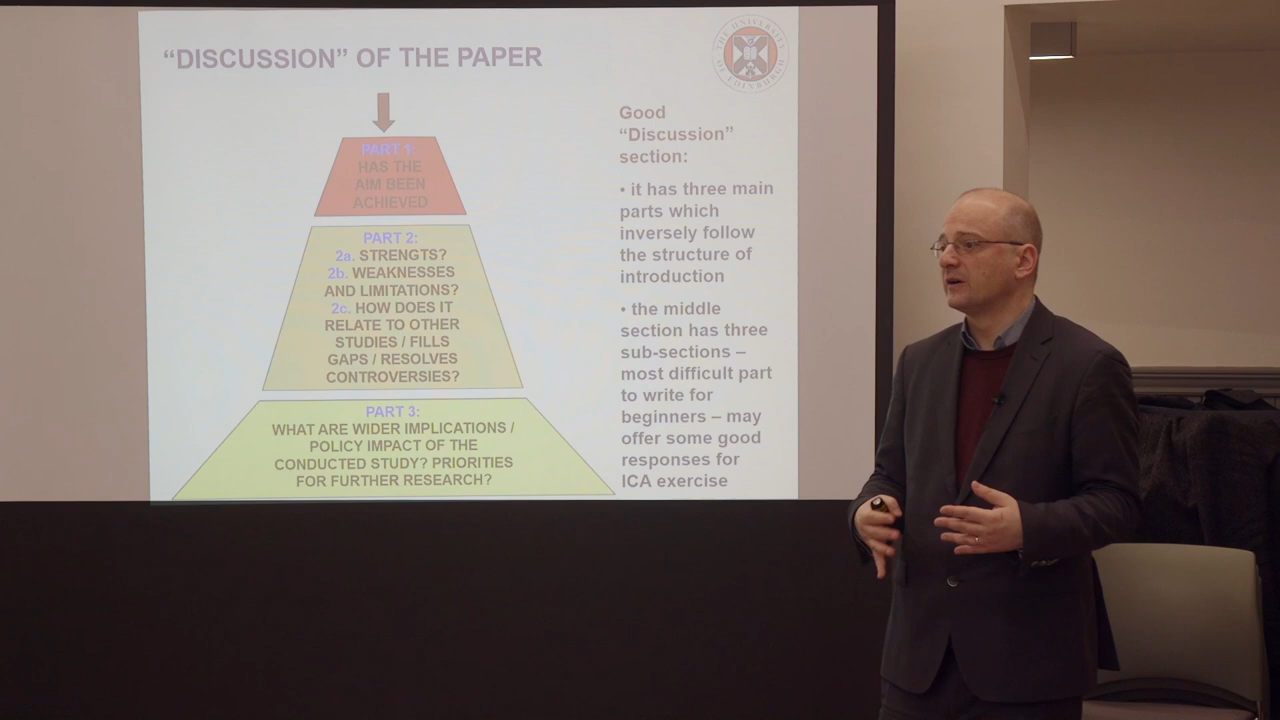 “DISCUSSION” OF THE PAPER
THE UNIVERSITY OF EDINBURGH
PART 1:
HAS THE
AIM BEEN
ACHIEVED
PART 2:
2a. STRENGTS?
2b. WEAKNESSES
AND LIMITATIONS?
2c. HOW DOES IT
RELATE TO OTHER
STUDIES / FILLS
GAPS / RESOLVES
CONTROVERSIES?
PART 3:
WHAT ARE WIDER IMPLICATIONS /
POLICY IMPACT OF THE
CONDUCTED STUDY? PRIORITIES
FOR FURTHER RESEARCH?
Good
“Discussion”
section:
• it has three main
parts which
inversely follow
the structure of
introduction
• the middle
section has three
sub-sections –
most difficult part
to write for
beginners – may
offer some good
responses for
ICA exercise